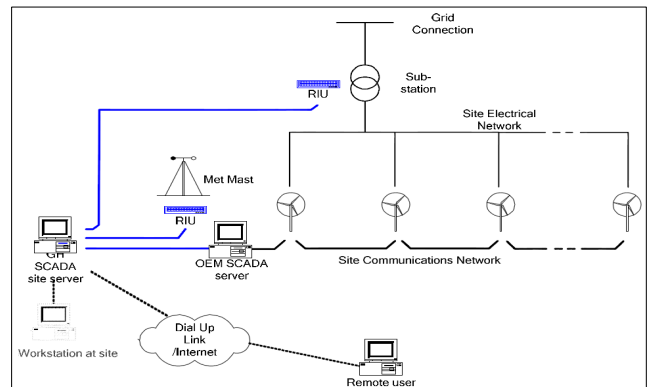 Grid
Connection
RIU
Sub-
station
Site Electrical
Network
Met Mast
RIU
GH
SCADA
site server
OEM SCADA
server
Site Communications Network
Dial Up
Link
/Internet
Workstation at site
Remote user